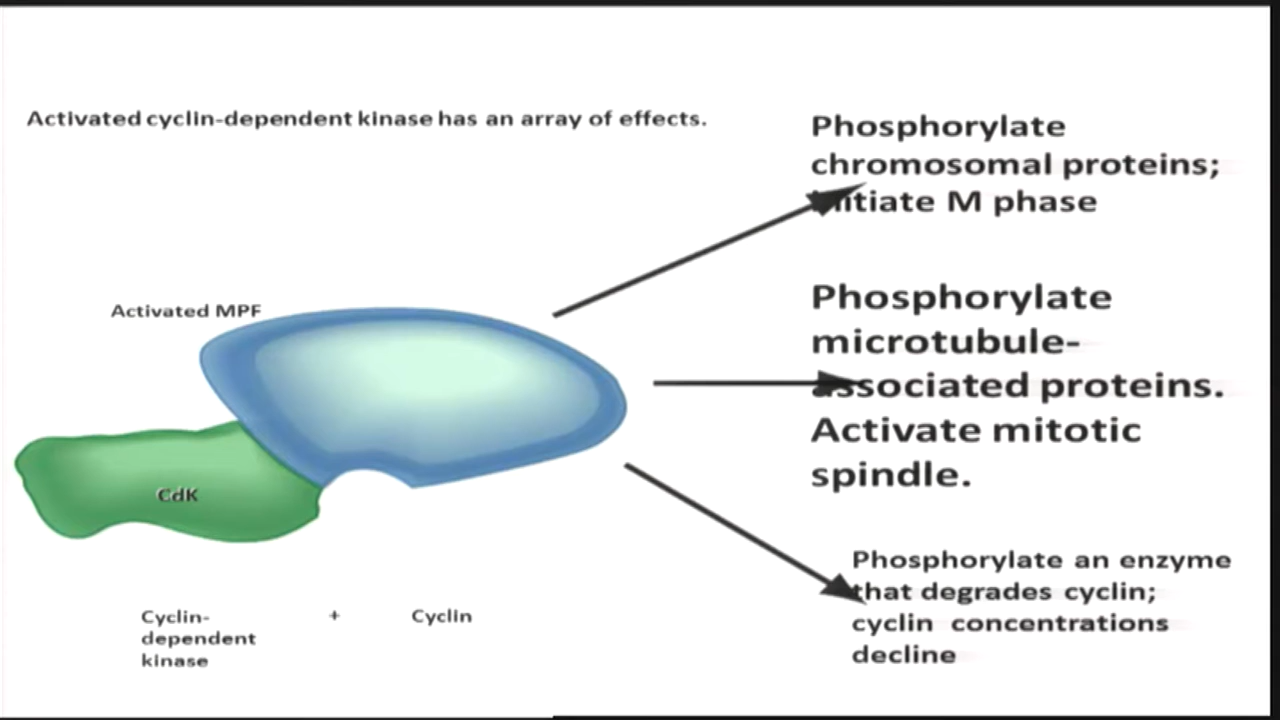 Activated cyclin-dependent kinase has an array of effects.
Phosphorylate
chromosomal proteins;
initiate M phase
Activated MPF
Phosphorylate
microtubule-
associated proteins.
Activate mitotic
spindle.
CdK
Phosphorylate an enzyme
that degrades cyclin;
cyclin concentrations
decline
Cyclin-
dependent
kinase
+
Cyclin